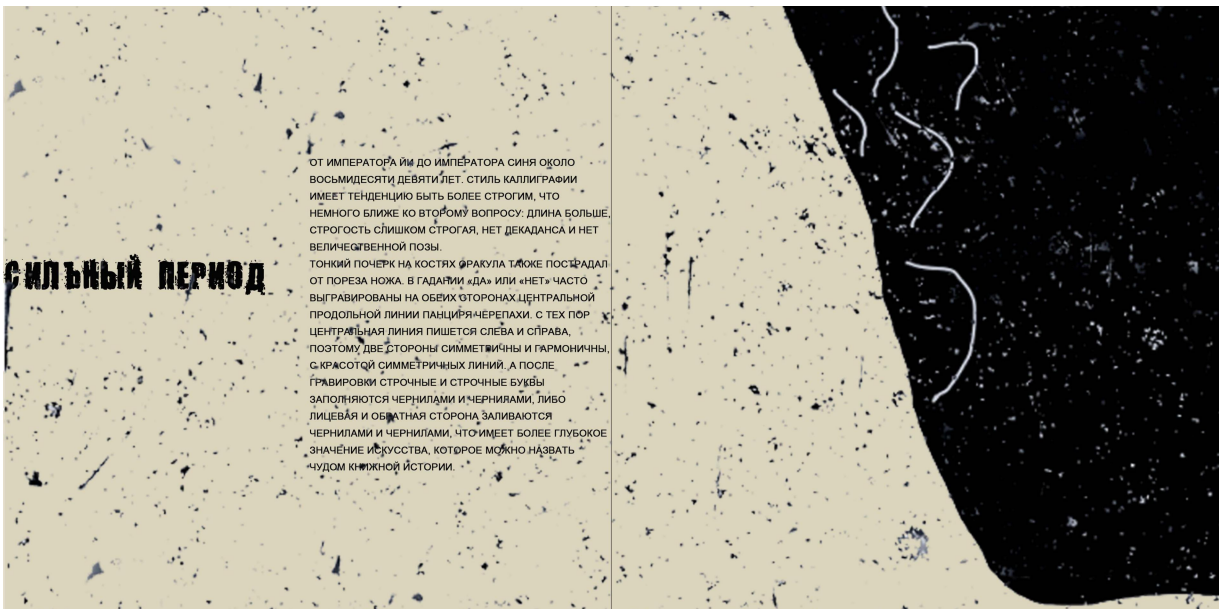 СИЛЪНЫЙ ПЕРИОД
ОТ ИМПЕРАТОРА ЙИ ДО ИМПЕРАТОРА СИНЯ ОКОЛО
ВОСЬМИДЕСЯТИ ДЕВЯТИ ЛЕТ. СТИЛЬ КАЛЛИГРАФИИ
ИМЕЕТ ТЕНДЕНЦИЮ БЫТЬ БОЛЕЕ СТРОГИМ, ЧТО
НЕМНОГО БЛИЖЕ КО ВТОРОМУ ВОПРОСУ: ДЛИНА БОЛЬШЕ,
СТРОГОСТЬ СЛИШКОМ СТРОГАЯ, НЕТ ДЕКАДАНСА И НЕТ
ВЕЛИЧЕСТВЕННОЙ ПОЗЫ.
ТОНКИЙ ПОЧЕРК НА КОСТЯХ ОРАКУЛА ТАКЖЕ ПОСТРАДАЛ
ОТ ПОРЕЗА НОЖА. В ГАДАНИИ «ДА» ИЛИ «НЕТ» ЧАСТО
ВЫГРАВИРОВАНЫ НА ОБЕИХ СТОРОНАХ ЦЕНТРАЛЬНОЙ
ПРОДОЛЬНОЙ ЛИНИИ ПАНЦИРЯ ЧЕРЕПАХИ. С ТЕХ ПОР
ЦЕНТРАЛЬНАЯ ЛИНИЯ ПИШЕТСЯ СЛЕВА И СПРАВА,
ПОЭТОМУ ДВЕ СТОРОНЫ СИММЕТРИЧНЫ И ГАРМОНИЧНЫ,
С КРАСОТОЙ СИММЕТРИЧНЫХ ЛИНИЙ. А ПОСЛЕ
ГРАВИРОВКИ СТРОЧНЫЕ И СТРОЧНЫЕ БУКВЫ
ЗАПОЛНЯЮТСЯ ЧЕРНИЛАМИ И ЧЕРНИЛАМИ, ЛИБО
ЛИЦЕВАЯ И ОБРАТНАЯ СТОРОНА ЗАЛИВАЮТСЯ
ЧЕРНИЛАМИ И ЧЕРНИЛАМИ, ЧТО ИМЕЕТ БОЛЕЕ ГЛУБОКОЕ
ЗНАЧЕНИЕ ИСКУССТВА, КОТОРОЕ МОЖНО НАЗВАТЬ
ЧУДОМ КНИЖНОЙ ИСТОРИИ.